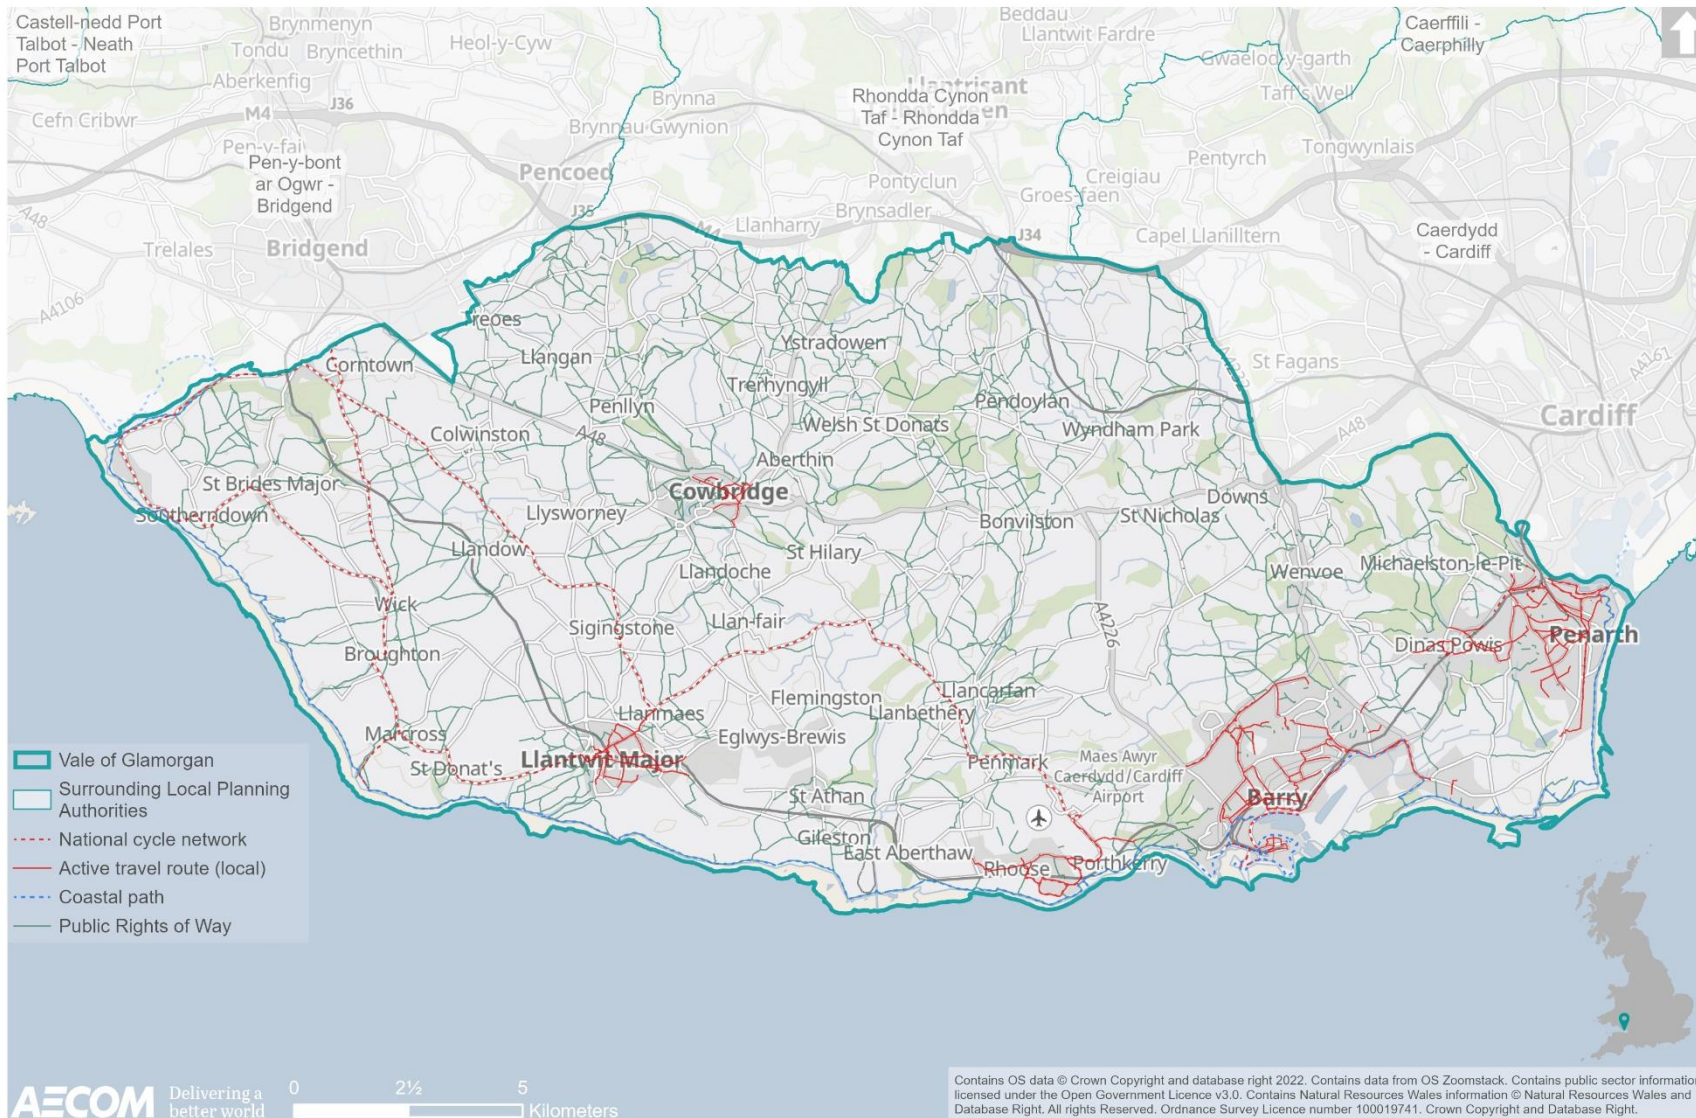 Castell-nedd Port
Talbot - Neath
Port Talbot
Brynmenyn
Tondu
Bryncethin
Heol-y-Cyw
Aberkenfig
Beddau
Llantwit Fardre
Caerffili -
Caerphilly
Gwaelod-y-garth
Taff's Well
Cefn Cribwr
M4
J36
Brynna
Brynnau Gwynion
Llantrisant
Rhondda Cynon
Taf - Rhondda
Cynon Taf
Pen-y-fai
Pen-y-bont
ar Ogwr -
Bridgend
Pencoed
Pontyclun
Creigiau
Groes-faen
Pentyrch
Tongwynlais
A48
J35
M4
Llanharry
Brynsadler
J34
Capel Llanilltern
Caerdydd
- Cardiff
Trelales
Bridgend
A4106
reoes
Corntown
Llangan
Ystradowen
Trerhyngyll
A4232
St Fagans
A4161
Penllyn
Pendoylan
Cardiff
Colwinston
A48
Welsh St Donats
Wyndham Park
A48
Aberthin
St Brides Major
Cowbridge
Downs
Southerndown
Llysworney
Bonvilston
St Nicholas
Llandow
St Hilary
Llandoche
Wenvoe
Michaelston-le-Pit
Wick
Sigingstone
Llan-fair
A4226
Dinas Powis
Penarth
Broughton
Flemingston
Llancarfan
Llanbethery
Llanmaes
Marcross
Eglwys-Brewis
St Donat's
Llantwit Major
Penmark
Maes Awyr
Caerdydd/Cardiff
Airport
St Athan
Barry
Gileston
East Aberthaw
Rhoose
Porthkerry
Vale of Glamorgan
Surrounding Local Planning
Authorities
National cycle network
Active travel route (local)
Coastal path
Public Rights of Way
AECOM
Delivering a
better world
0 2½ 5
Kilometers
Contains OS data © Crown Copyright and database right 2022. Contains data from OS Zoomstack. Contains public sector information
licensed under the Open Government Licence v3.0. Contains Natural Resources Wales information © Natural Resources Wales and
Database Right. All rights Reserved. Ordnance Survey Licence number 100019741. Crown Copyright and Database Right.